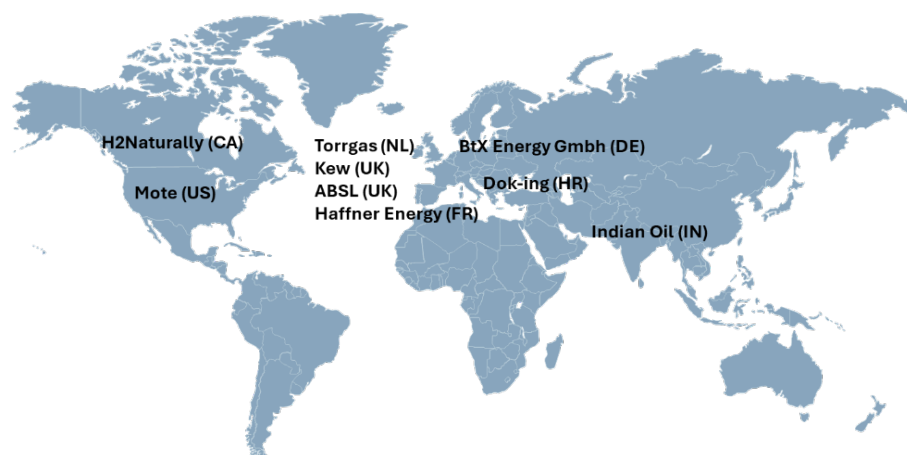 H2Naturally (CA)
Mote (US)
Torrgas (NL)
Kew (UK)
ABSL (UK)
Haffner Energy (FR)
BtX Energy Gmbh (DE)
Dok-ing (HR)
Indian Oil (IN)